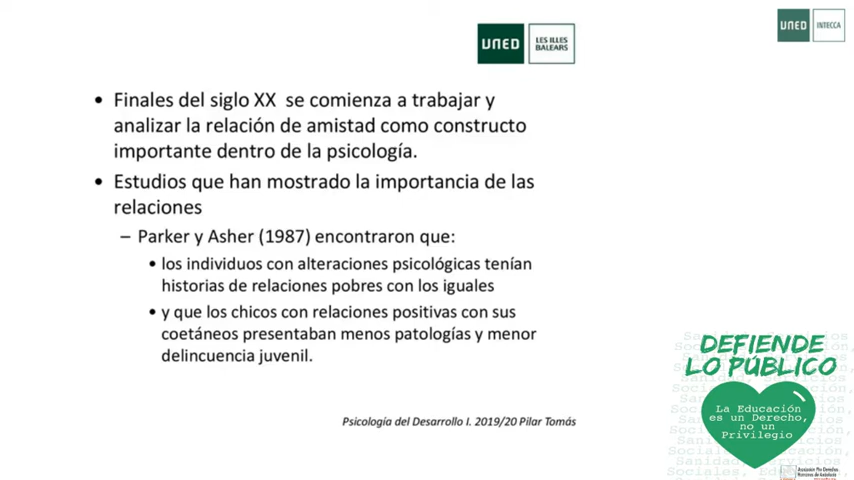 UNED
LES ILLES
BALEARS
UNED
INTECCA
• Finales del siglo XX se comienza a trabajar y
analizar la relación de amistad como constructo
importante dentro de la psicología.
• Estudios que han mostrado la importancia de las
relaciones
– Parker y Asher (1987) encontraron que:
• los individuos con alteraciones psicológicas tenían
historias de relaciones pobres con los iguales
• y que los chicos con relaciones positivas con sus
coetáneos presentaban menos patologías y menor
delincuencia juvenil.
Psicología del Desarrollo I. 2019/20 Pilar Tomás
DEFIENDE
LO PÚBLICO
La Educación
es un Derecho,
no un
Privilegio